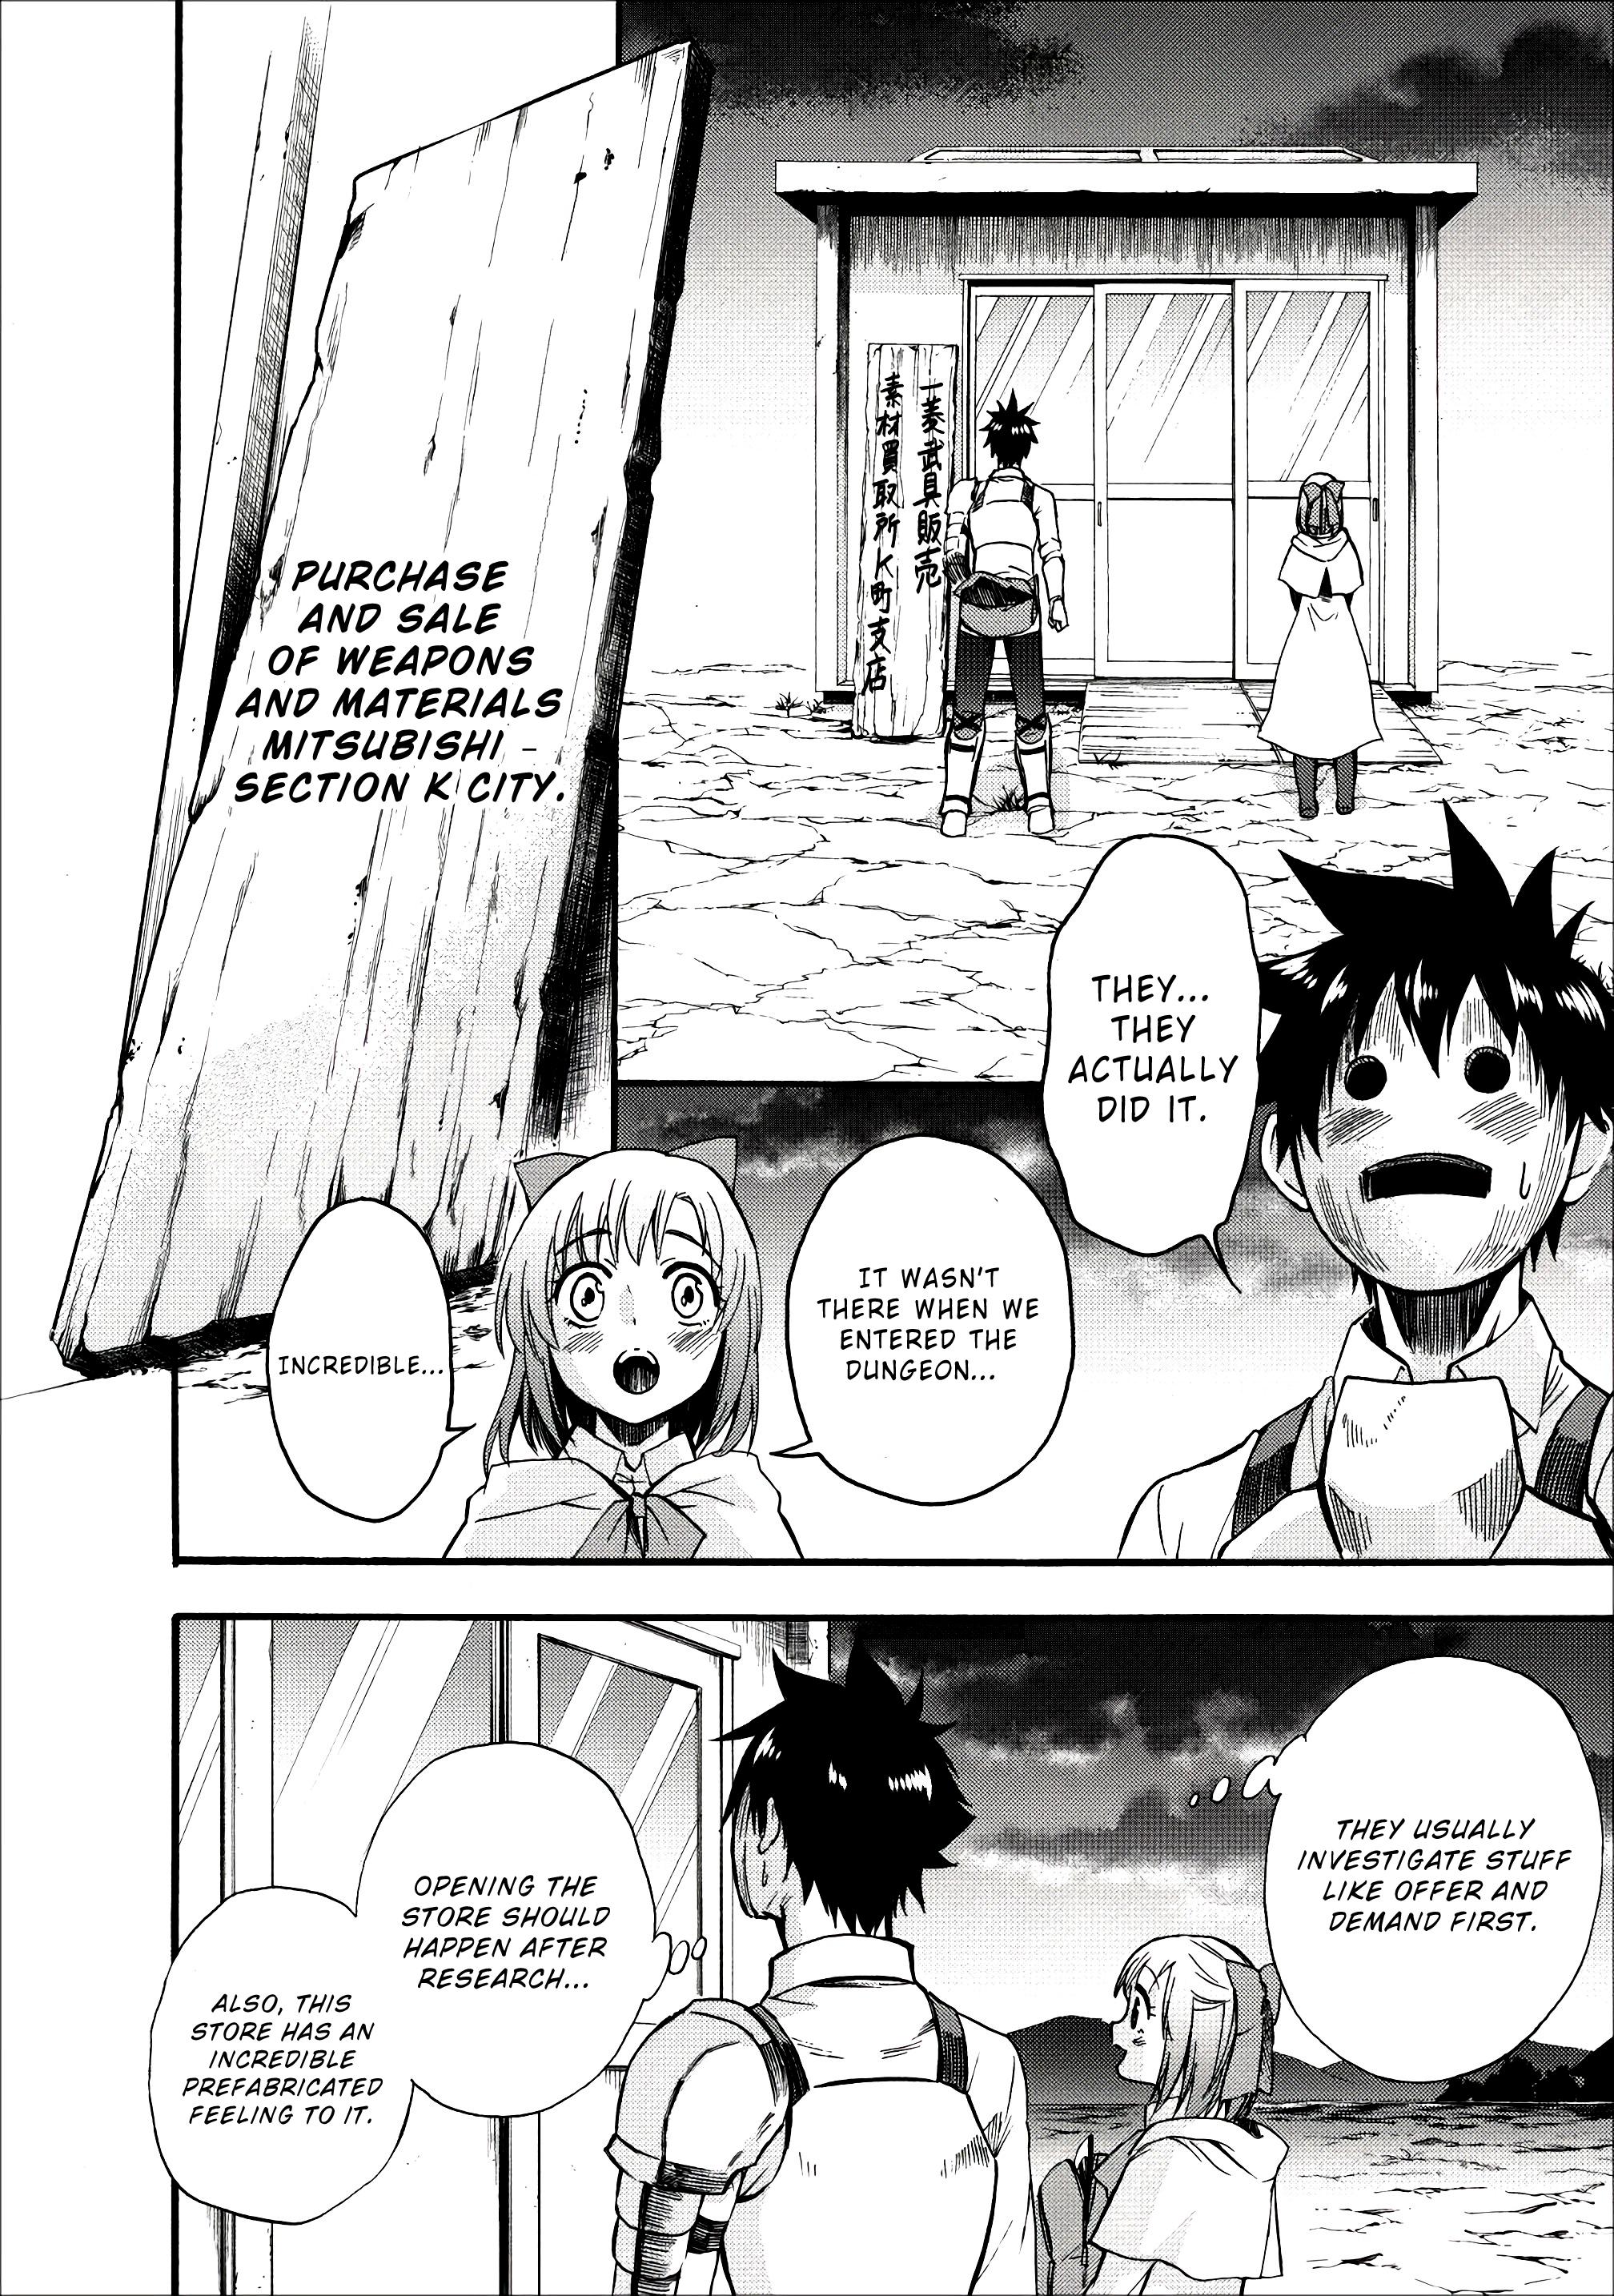 一菱武具販売
素材買取所K町支店
PURCHASE
AND SALE
OF WEAPONS
AND MATERIALS
MITSUBISHI -
SECTION K CITY.
THEY...
THEY
ACTUALLY
DID IT.
IT WASN'T
THERE WHEN WE
ENTERED THE
DUNGEON...
INCREDIBLE...
THEY USUALLY
INVESTIGATE STUFF
LIKE OFFER AND
DEMAND FIRST.
OPENING THE
STORE SHOULD
HAPPEN AFTER
RESEARCH...
ALSO, THIS
STORE HAS AN
INCREDIBLE
PREFABRICATED
FEELING TO IT.